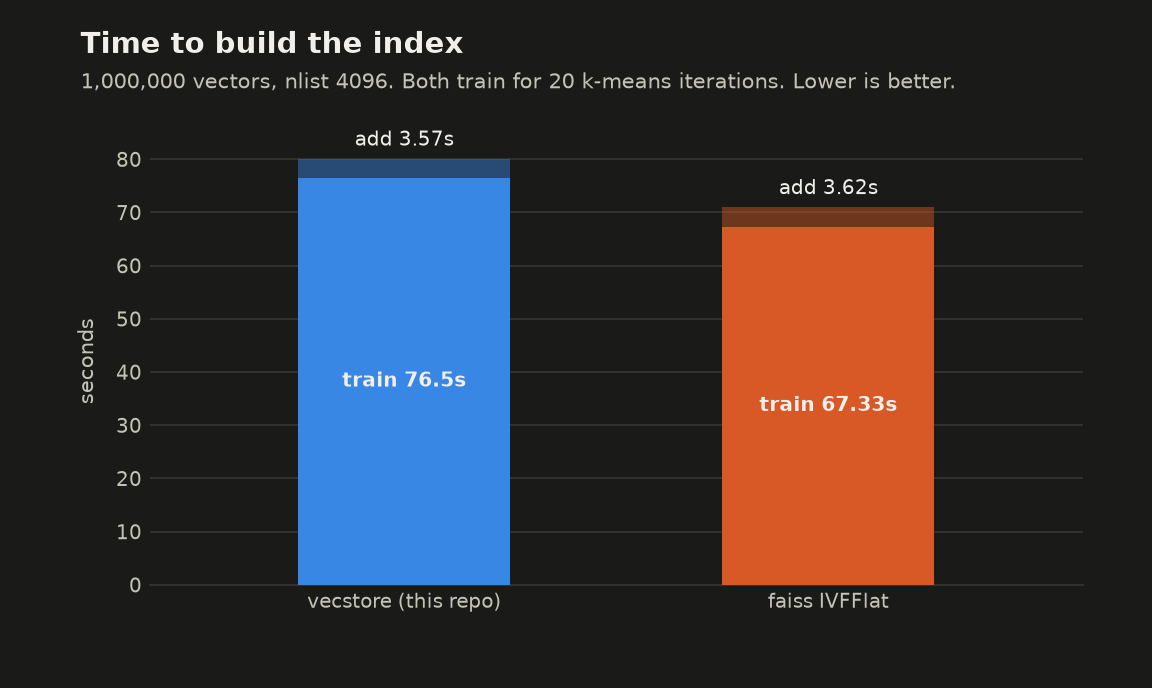 Time to build the index
1,000,000 vectors, nlist 4096. Both train for 20 k-means iterations. Lower is better.
add 3.57s
80
add 3.62s
70
60
50
seconds
40
train 76.5s
train 67.33s
30
20
10
0
vecstore (this repo)
faiss IVFFlat